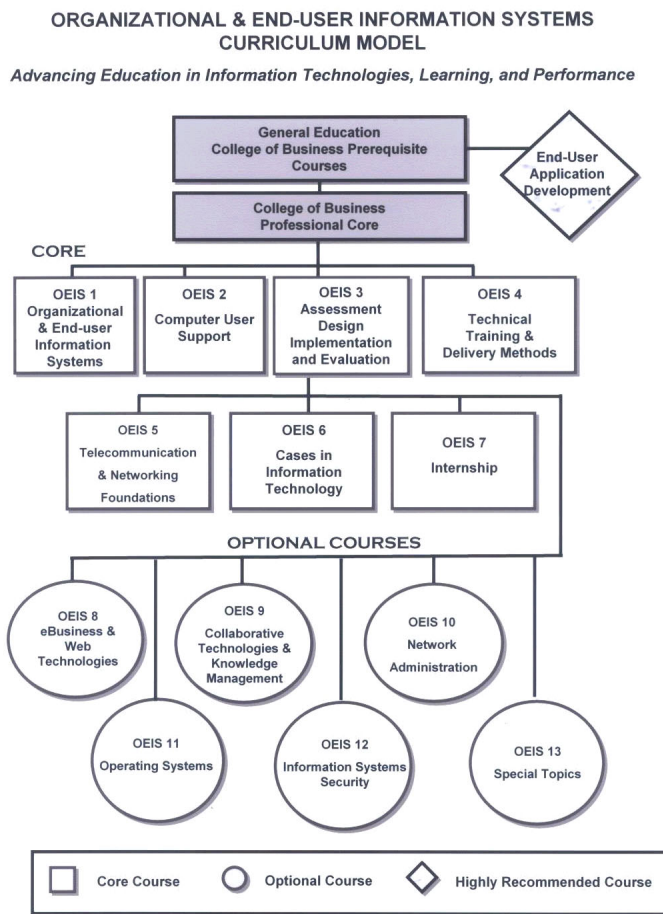 ORGANIZATIONAL & END-USER INFORMATION SYSTEMS
CURRICULUM MODEL
Advancing Education in Information Technologies, Learning, and Performance
General Education
College of Business Prerequisite
Courses
End-User
Application
Development
College of Business
Professional Core
CORE
OEIS 1
Organizational
& End-user
Information
Systems
OEIS 2
Computer User
Support
OEIS 3
Assessment
Design
Implementation
and Evaluation
OEIS 4
Technical
Training &
Delivery Methods
OEIS 5
Telecommunication
& Networking
Foundations
OEIS 6
Cases in
Information
Technology
OEIS 7
Internship
OPTIONAL COURSES
OEIS 8
eBusiness &
Web
Technologies
OEIS 9
Collaborative
Technologies &
Knowledge
Management
OEIS 10
Network
Administration
OEIS 11
Operating Systems
OEIS 12
Information Systems
Security
OEIS 13
Special Topics
Core Course
Optional Course
Highly Recommended Course